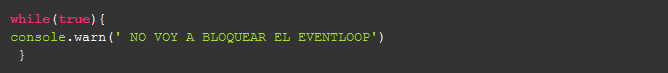 while(true){
console.warn(' NO VOY A BLOQUEAR EL EVENTLOOP')
}